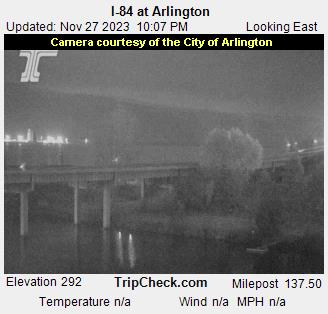 I-84 at Arlington
Updated: Nov 27 2023 10:07 PM Looking East
Camera courtesy of the City of Arlington
Elevation 292 TripCheck.com Milepost 137.50
Temperature n/a Wind n/a MPH n/a